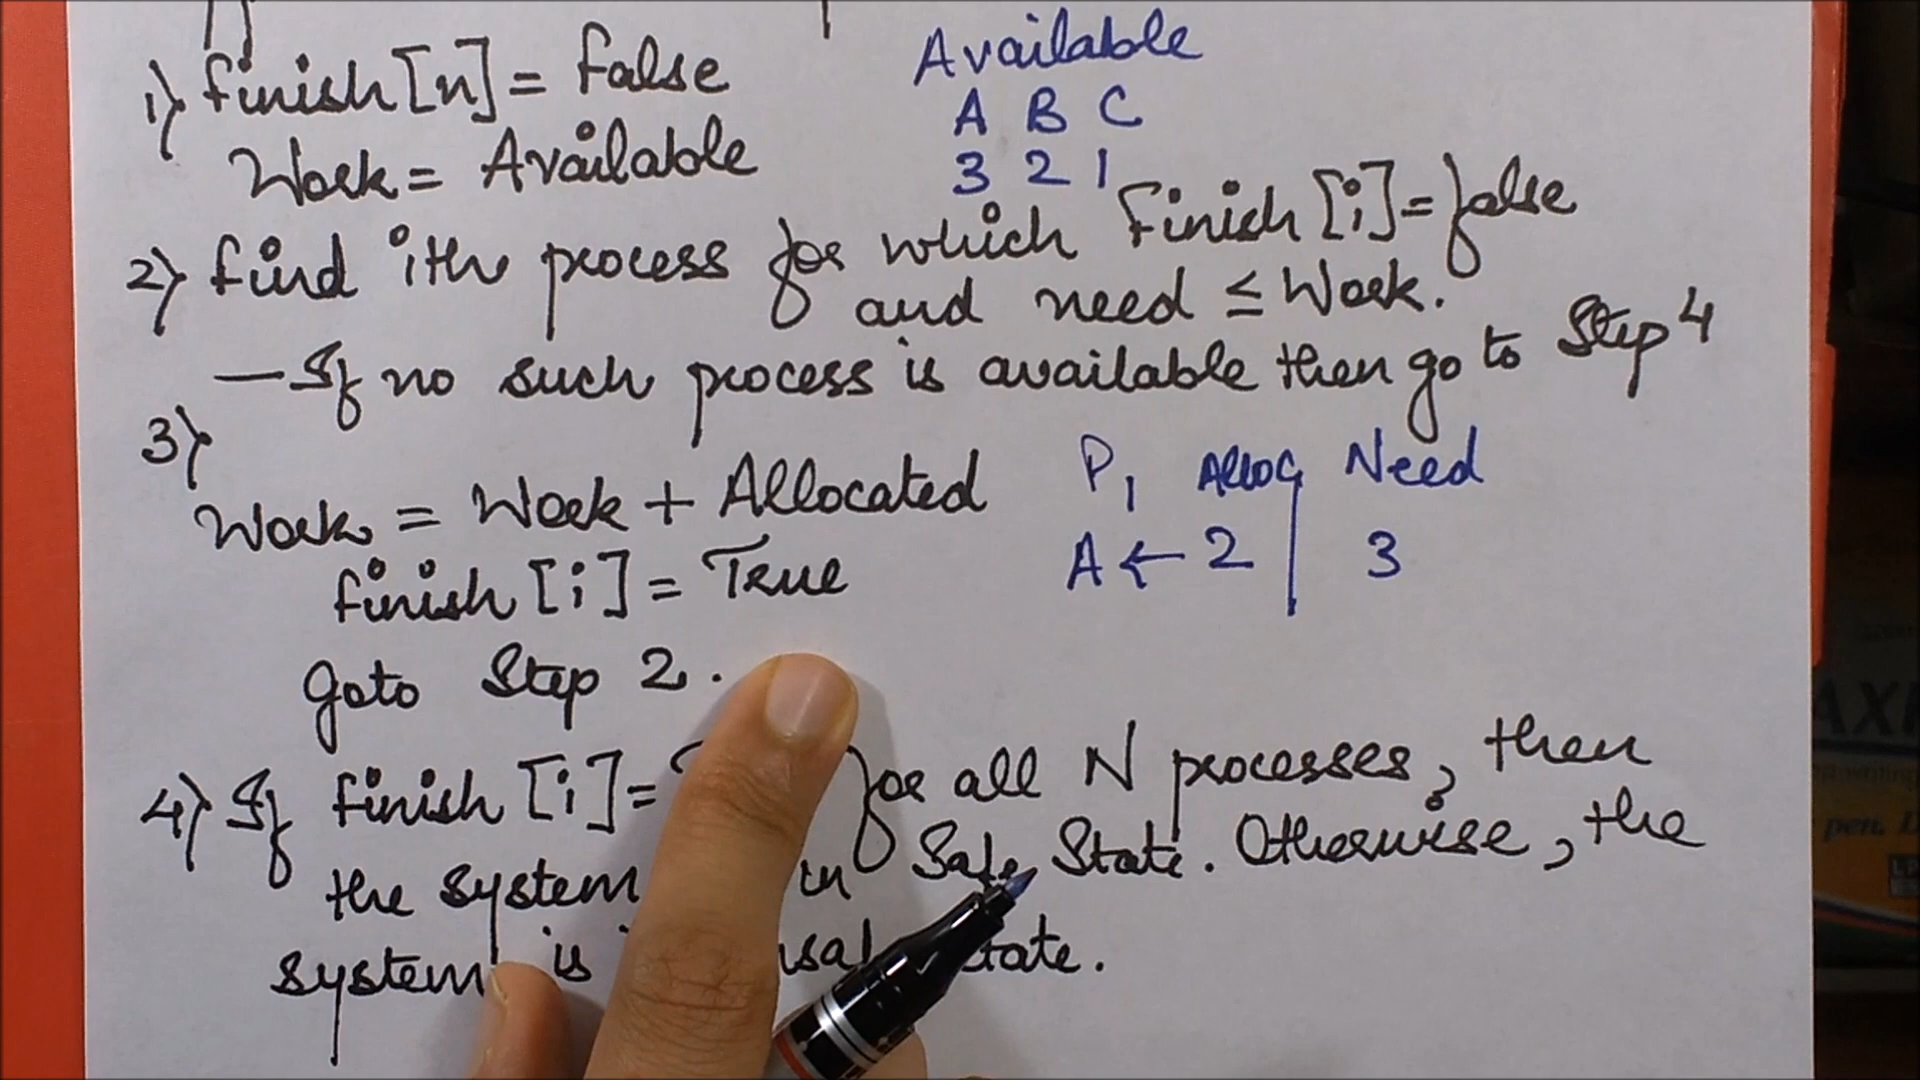 1) finish[n] = false
Work = Available
Available
A B C
3 2 1
2) find ith process for which Finish[i] = false
and need ≤ Work.
— If no such process is available then go to Step 4
3)
Work = Work + Allocated
finish[i] = True
Goto Step 2.
P1 Alloc Need
A ← 2 3
4) If finish[i] = for all N processes, then
the system in Safe State. Otherwise, the
system is state.